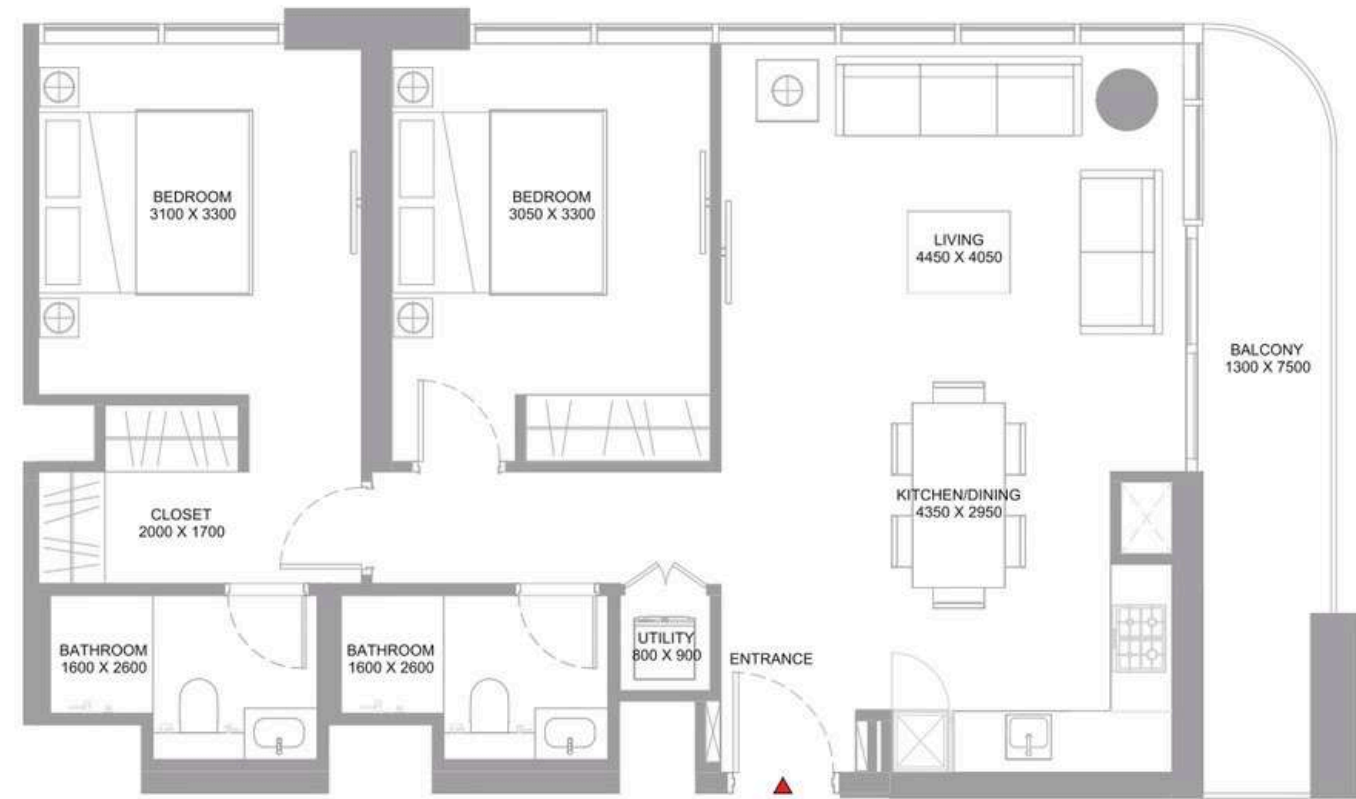 BEDROOM
3100 X 3300
BEDROOM
3050 X 3300
LIVING
4450 X 4050
BALCONY
1300 X 7500
KITCHEN/DINING
4350 X 2950
CLOSET
2000 X 1700
BATHROOM
1600 X 2600
BATHROOM
1600 X 2600
UTILITY
800 X 900
ENTRANCE